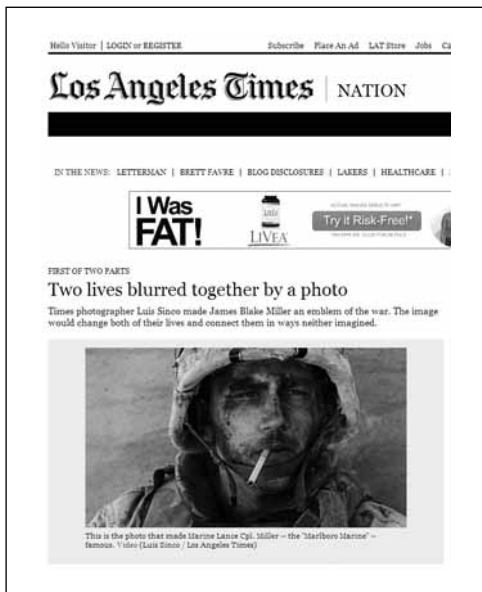 Hello Visitor | LOGIN or REGISTER Subscribe Place An Ad LAT Store Jobs
Los Angeles Times | NATION
IN THE NEWS: LETTERMAN | BRETT FAVRE | BLOG DISCLOSURES | LAKERS | HEALTHCARE |
I Was
FAT!
LIVEA
Try it Risk-Free!*
FIRST OF TWO PARTS
Two lives blurred together by a photo
Times photographer Luis Sinco made James Blake Miller an emblem of the war. The image
would change both of their lives and connect them in ways neither imagined.
This is the photo that made Marine Lance Cpl. Miller – the "Marlboro Marine" –
famous. Video (Luis Sinco / Los Angeles Times)